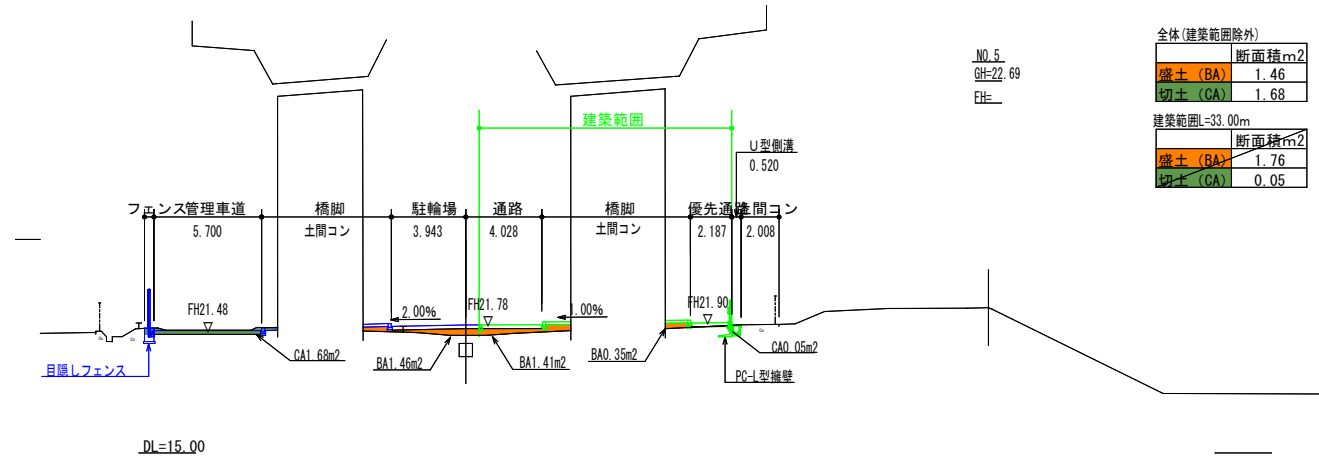 NO.5
GH=22.69
FH=
全体(建築範囲除外)
断面積m2
盛土 (BA) 1.46
切土 (CA) 1.68
建築範囲L=33.00m
断面積m2
盛土 (BA) 1.76
切土 (CA) 0.05
建築範囲
U型側溝
0.520
フェンス 管理車道 橋脚 駐輪場 通路 橋脚 優先通路 土間コン
5.700 土間コン 3.943 4.028 土間コン 2.187 2.008
FH21.48 2.00% FH21.78 1.00% FH21.90
CA1.68m2 BA1.46m2 BA1.41m2 BA0.35m2 CA0.05m2
目隠しフェンス PC-L型擁壁
DL=15.00